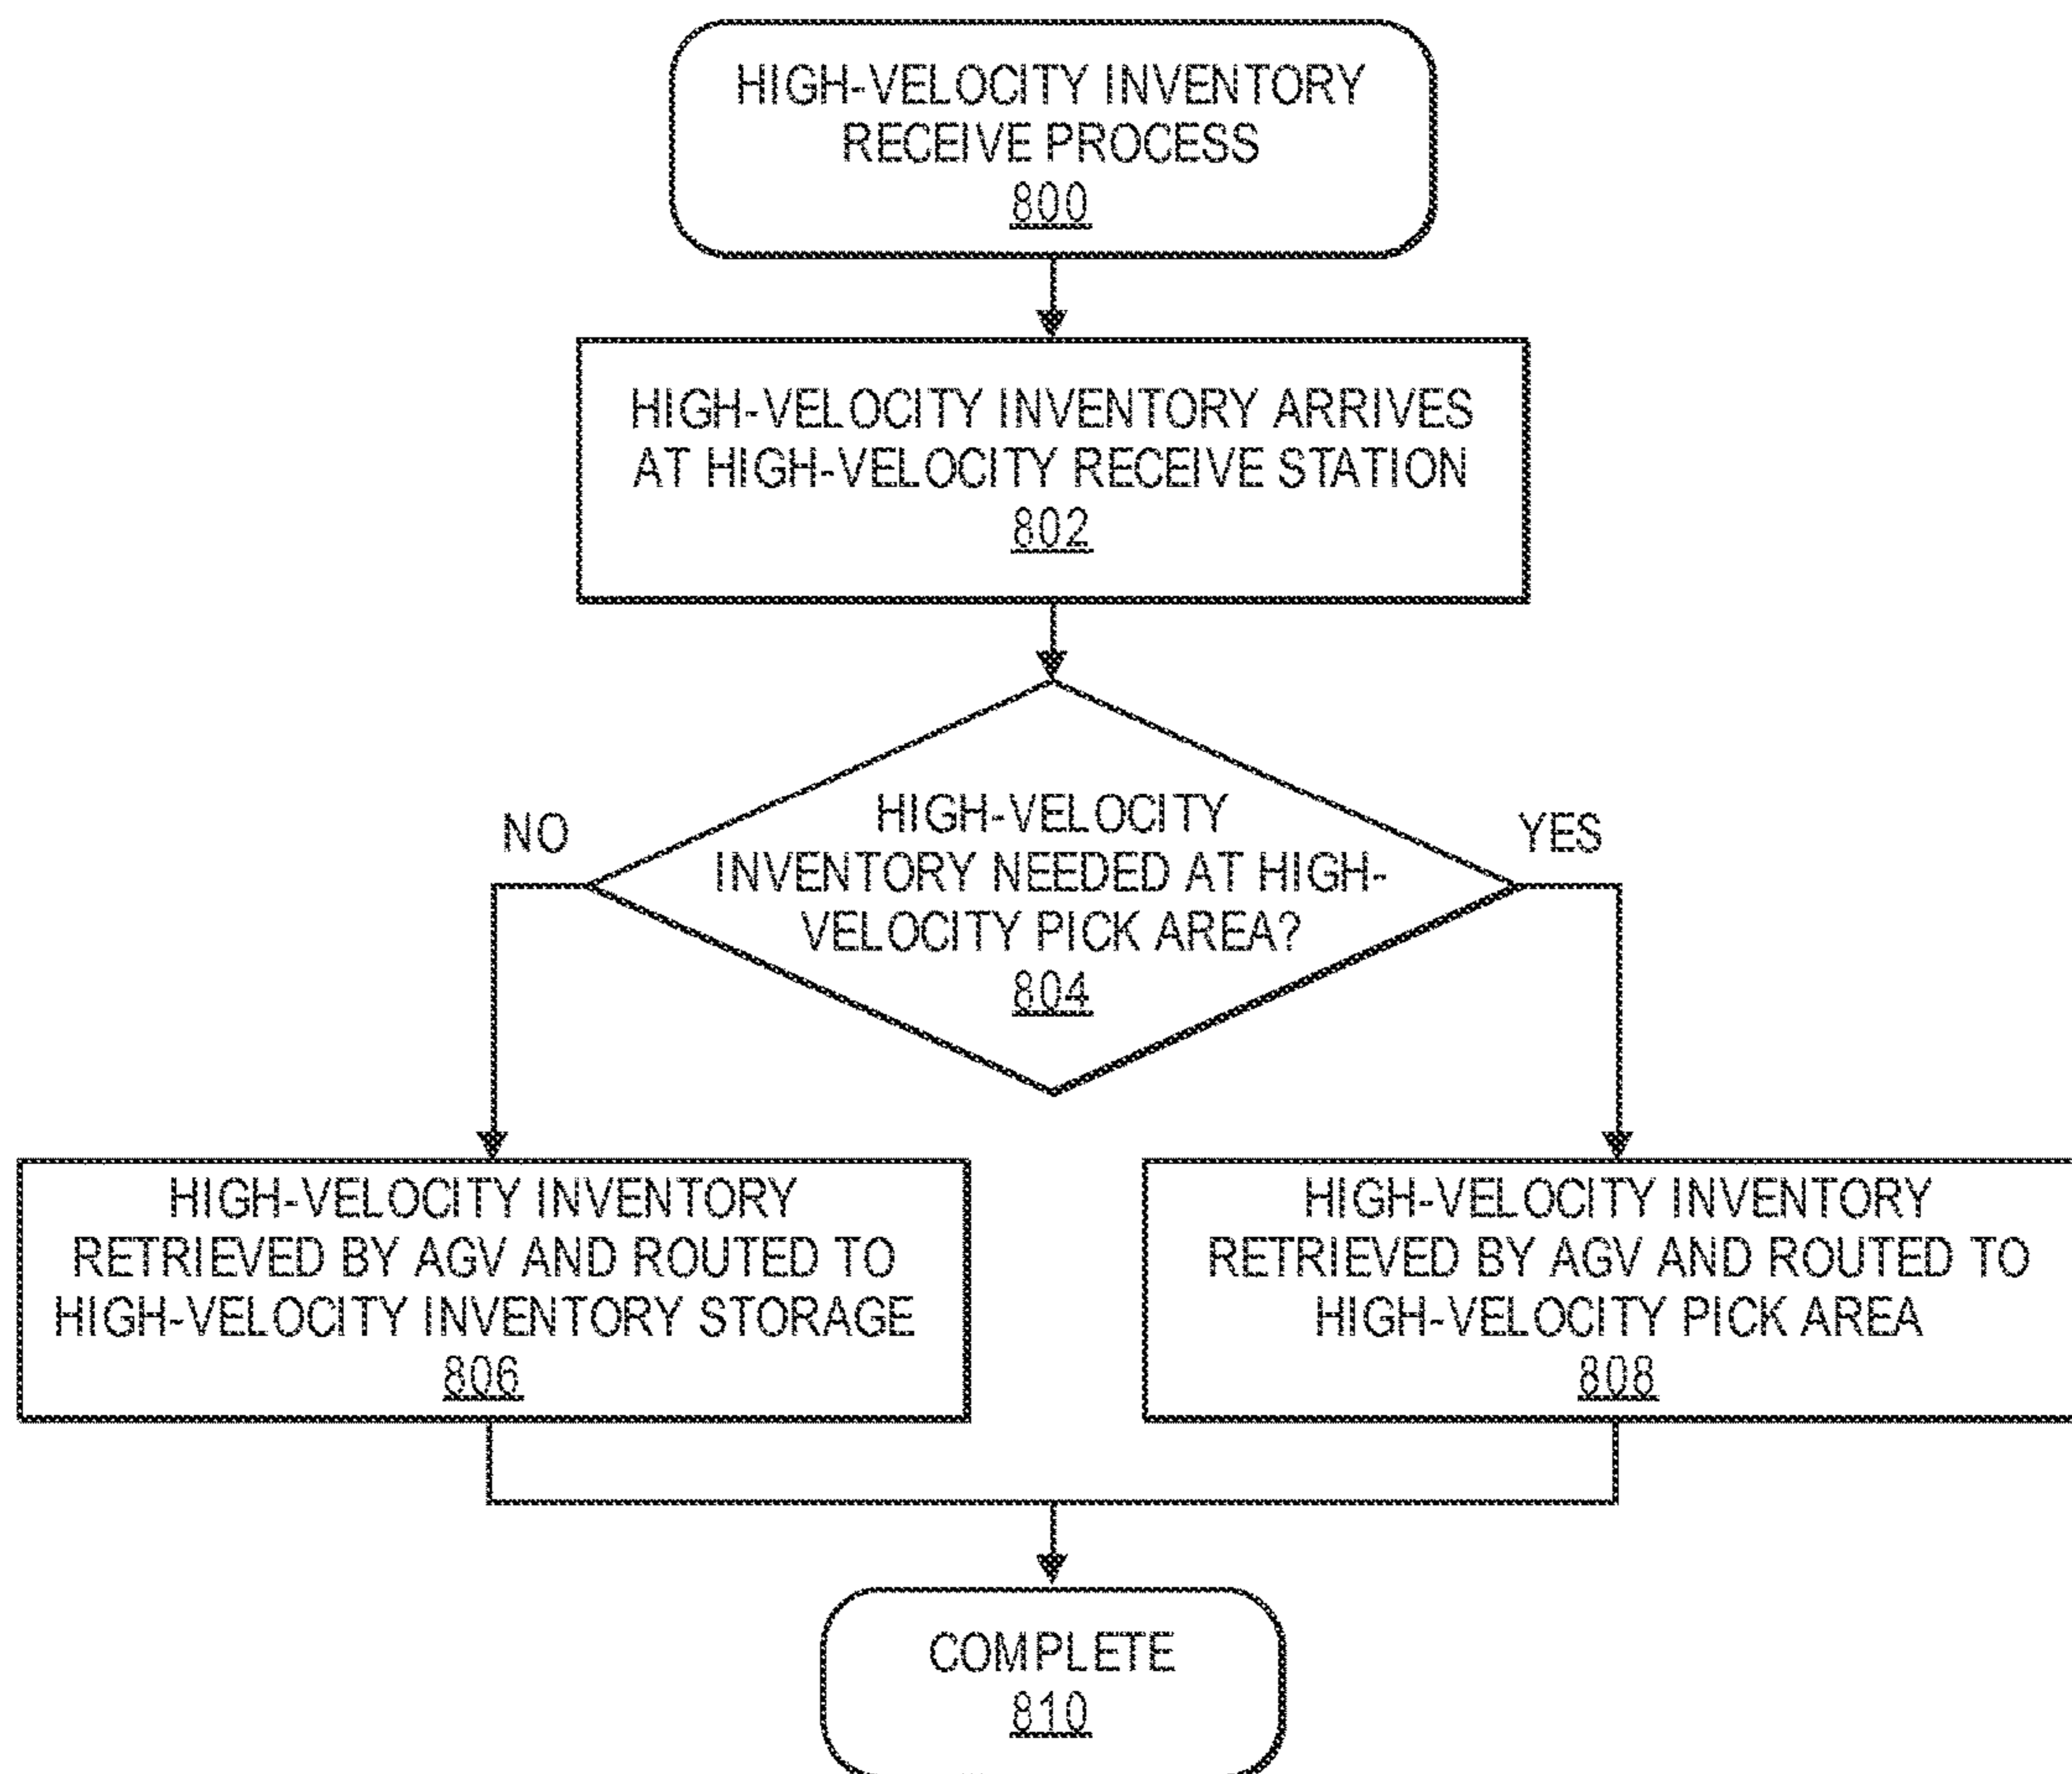 HIGH-VELOCITY INVENTORY
RECEIVE PROCESS
800
HIGH-VELOCITY INVENTORY ARRIVES
AT HIGH-VELOCITY RECEIVE STATION
802
HIGH-VELOCITY
INVENTORY NEEDED AT HIGH-
VELOCITY PICK AREA?
804
NO
YES
HIGH-VELOCITY INVENTORY
RETRIEVED BY AGV AND ROUTED TO
HIGH-VELOCITY INVENTORY STORAGE
806
HIGH-VELOCITY INVENTORY
RETRIEVED BY AGV AND ROUTED TO
HIGH-VELOCITY PICK AREA
808
COMPLETE
810